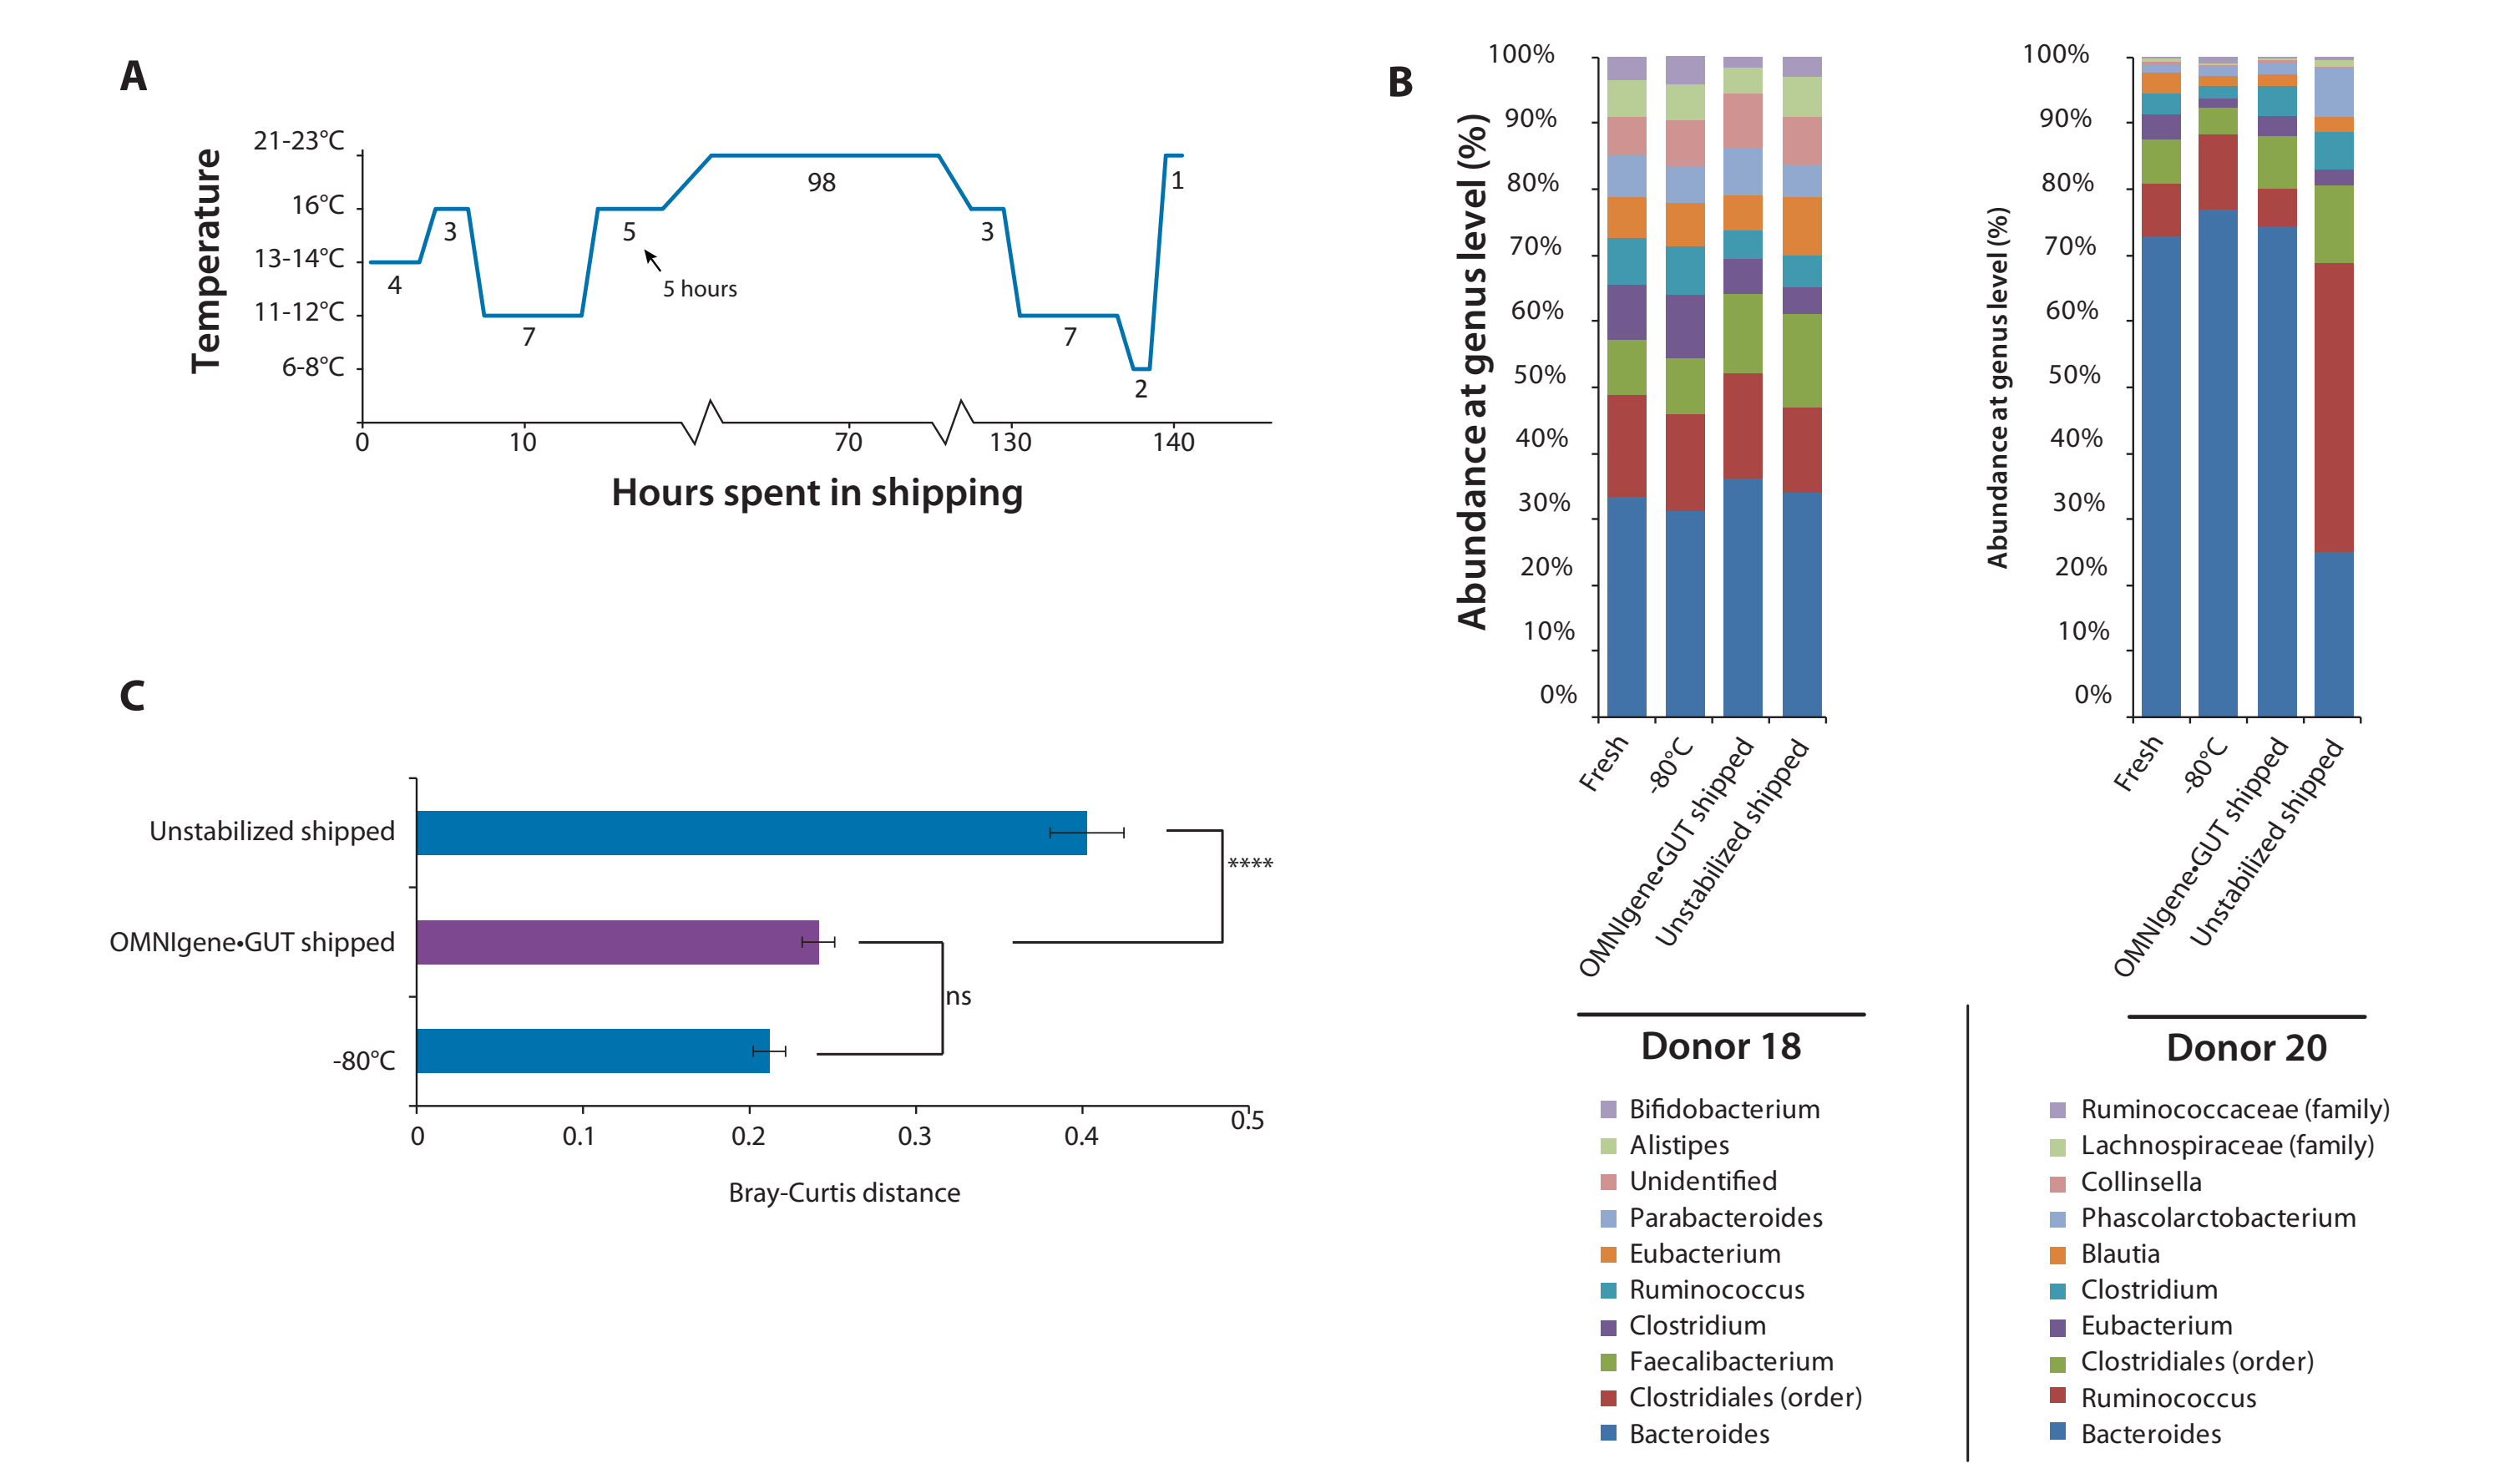 A
Temperature
21-23°C
16°C
13-14°C
11-12°C
6-8°C
4
3
7
5
5 hours
98
3
7
2
1
0
10
70
130
140
Hours spent in shipping
B
Abundance at genus level (%)
100%
90%
80%
70%
60%
50%
40%
30%
20%
10%
0%
Fresh
-80°C
OMNIgene•GUT shipped
Unstabilized shipped
Donor 18
Bifidobacterium
Alistipes
Unidentified
Parabacteroides
Eubacterium
Ruminococcus
Clostridium
Faecalibacterium
Clostridiales (order)
Bacteroides
Abundance at genus level (%)
100%
90%
80%
70%
60%
50%
40%
30%
20%
10%
0%
Fresh
-80°C
OMNIgene•GUT shipped
Unstabilized shipped
Donor 20
Ruminococcaceae (family)
Lachnospiraceae (family)
Collinsella
Phascolarctobacterium
Blautia
Clostridium
Eubacterium
Clostridiales (order)
Ruminococcus
Bacteroides
C
Unstabilized shipped
OMNIgene•GUT shipped
-80°C
****
ns
0
0.1
0.2
0.3
0.4
0.5
Bray-Curtis distance